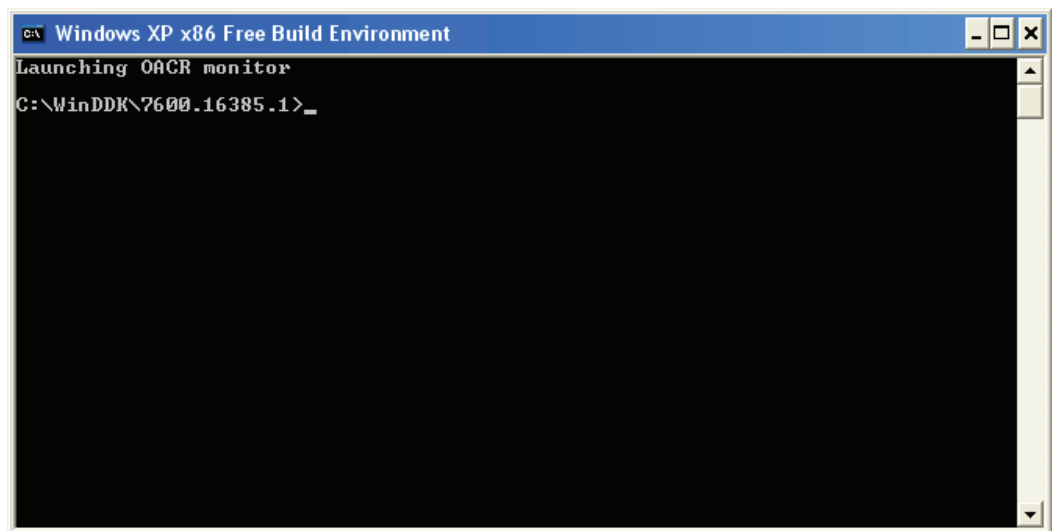 Windows XP x86 Free Build Environment
Launching OACR monitor
C:\WinDDK\7600.16385.1>_